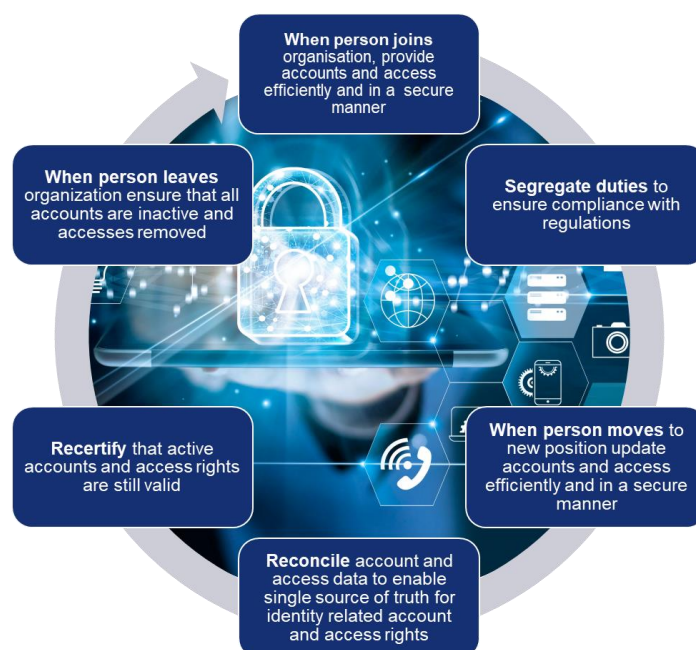 When person joins
organisation, provide
accounts and access
efficiently and in a secure
manner
Segregate duties to
ensure compliance with
regulations
When person moves to
new position update
accounts and access
efficiently and in a secure
manner
Reconcile account and
access data to enable
single source of truth for
identity related account
and access rights
Recertify that active
accounts and access rights
are still valid
When person leaves
organization ensure that all
accounts are inactive and
accesses removed